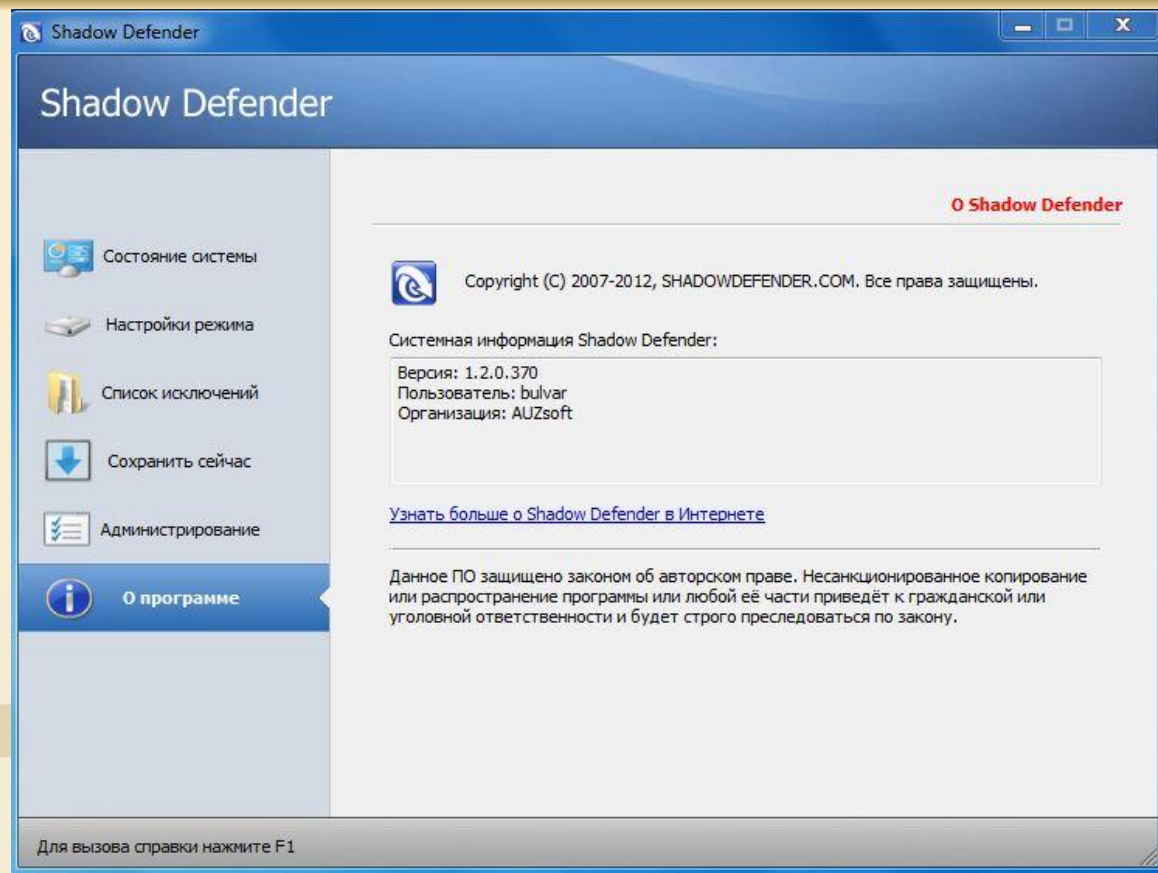 Shadow Defender
Shadow Defender
Состояние системы
Настройки режима
Список исключений
Сохранить сейчас
Администрирование
О программе
О Shadow Defender
Copyright (C) 2007-2012, SHADOWDEFENDER.COM. Все права защищены.
Системная информация Shadow Defender:
Версия: 1.2.0.370
Пользователь: bulvar
Организация: AUZsoft
Узнать больше о Shadow Defender в Интернете
Данное ПО защищено законом об авторском праве. Несанкционированное копирование
или распространение программы или любой её части приведёт к гражданской или
уголовной ответственности и будет строго преследоваться по закону.
Для вызова справки нажмите F1